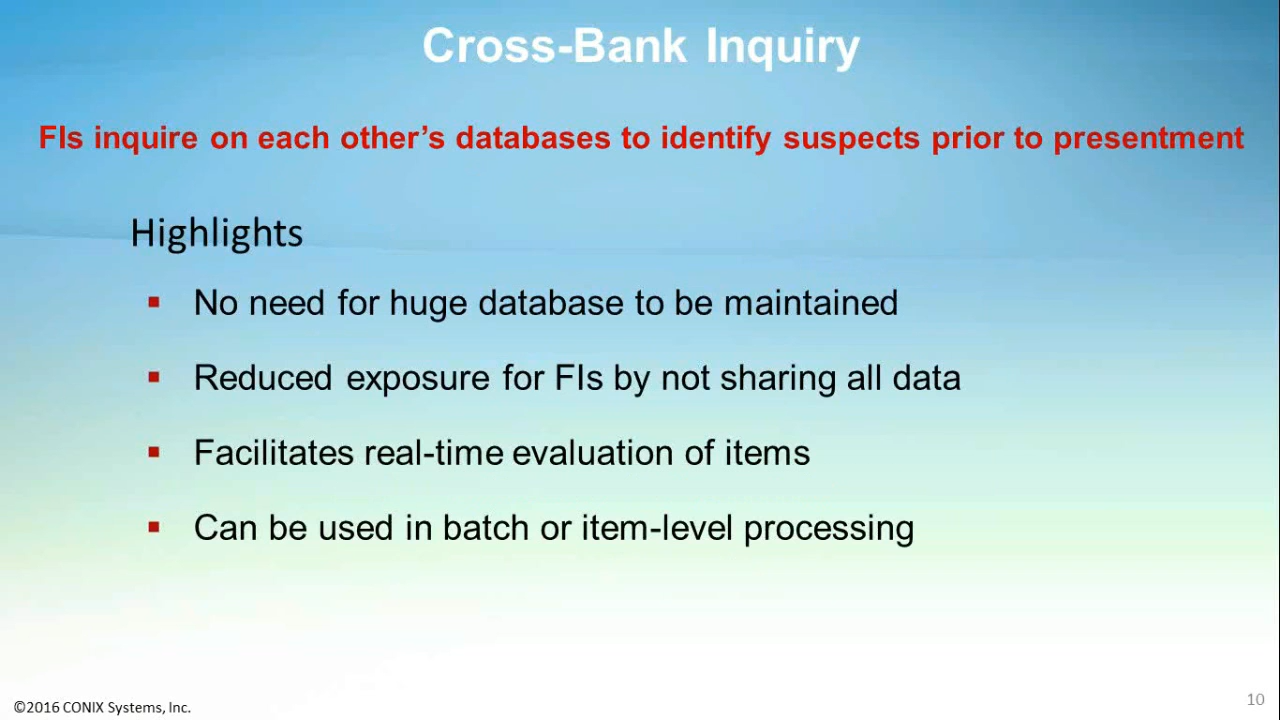 Cross-Bank Inquiry
FIs inquire on each other’s databases to identify suspects prior to presentment
Highlights
▪ No need for huge database to be maintained
▪ Reduced exposure for FIs by not sharing all data
▪ Facilitates real-time evaluation of items
▪ Can be used in batch or item-level processing
©2016 CONIX Systems, Inc.
10